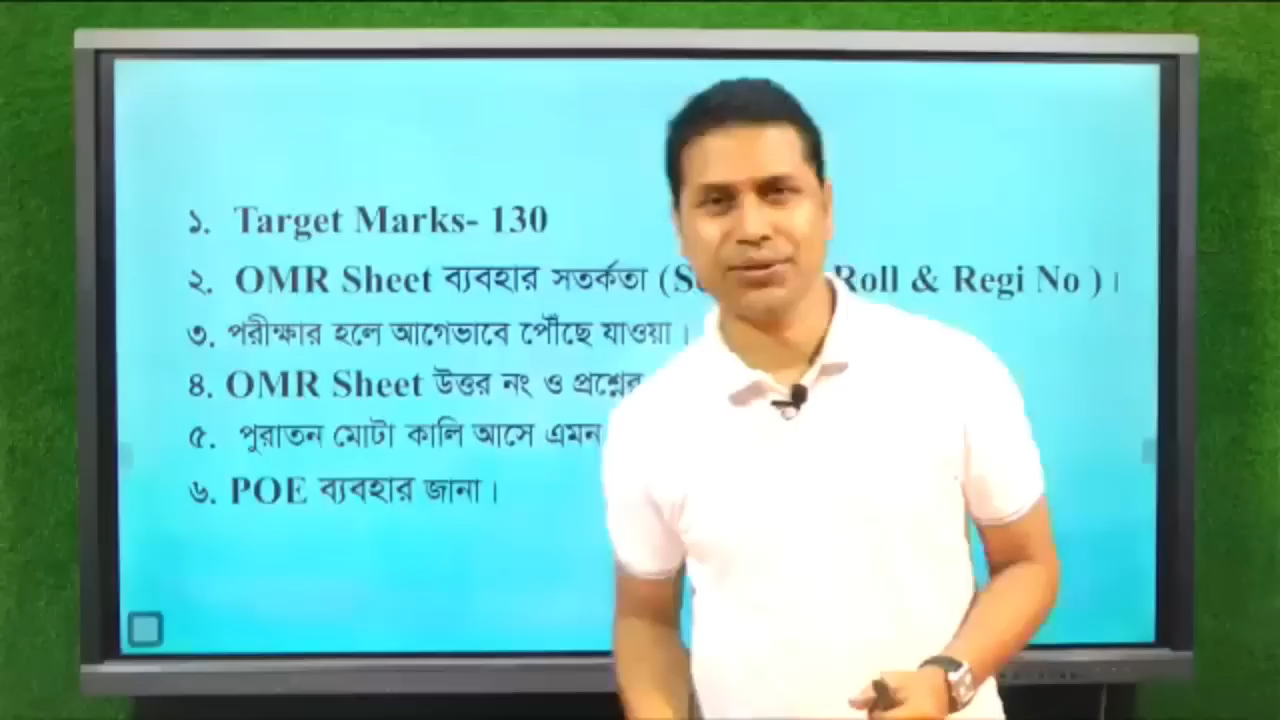 ১. Target Marks- 130
২. OMR Sheet ব্যবহার সতর্কতা ( Roll & Regi No ) ।
৩. পরীক্ষার হলে আগেভাবে পৌঁছে যাওয়া ।
৪. OMR Sheet উত্তর নং ও প্রশ্নের
৫. পুরাতন মোটা কালি আসে এমন
৬. POE ব্যবহার জানা ।